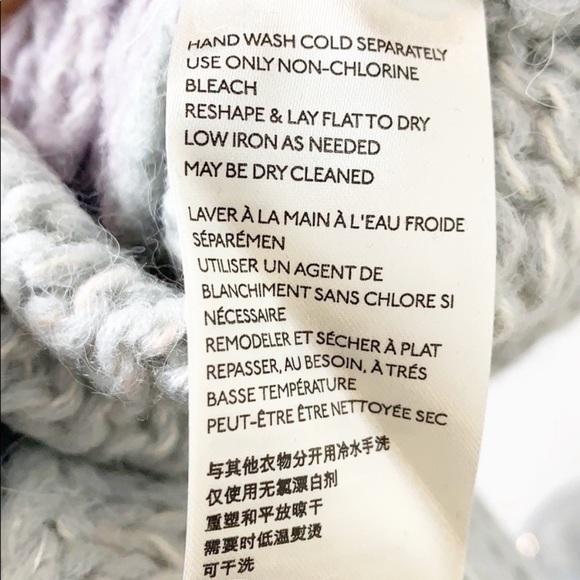 HAND WASH COLD SEPARATELY
USE ONLY NON-CHLORINE
BLEACH
RESHAPE & LAY FLAT TO DRY
LOW IRON AS NEEDED
MAY BE DRY CLEANED
LAVER À LA MAIN À L'EAU FROIDE
SÉPARÉMEN
UTILISER UN AGENT DE
BLANCHIMENT SANS CHLORE SI
NÉCESSAIRE
REMODELER ET SÉCHER À PLAT
REPASSER, AU BESOIN, À TRÉS
BASSE TEMPÉRATURE
PEUT-ÊTRE ÊTRE NETTOYÉE SEC
与其他衣物分开用冷水手洗
仅使用无氯漂白剂
重塑和平放晾干
需要时低温熨烫
可干洗